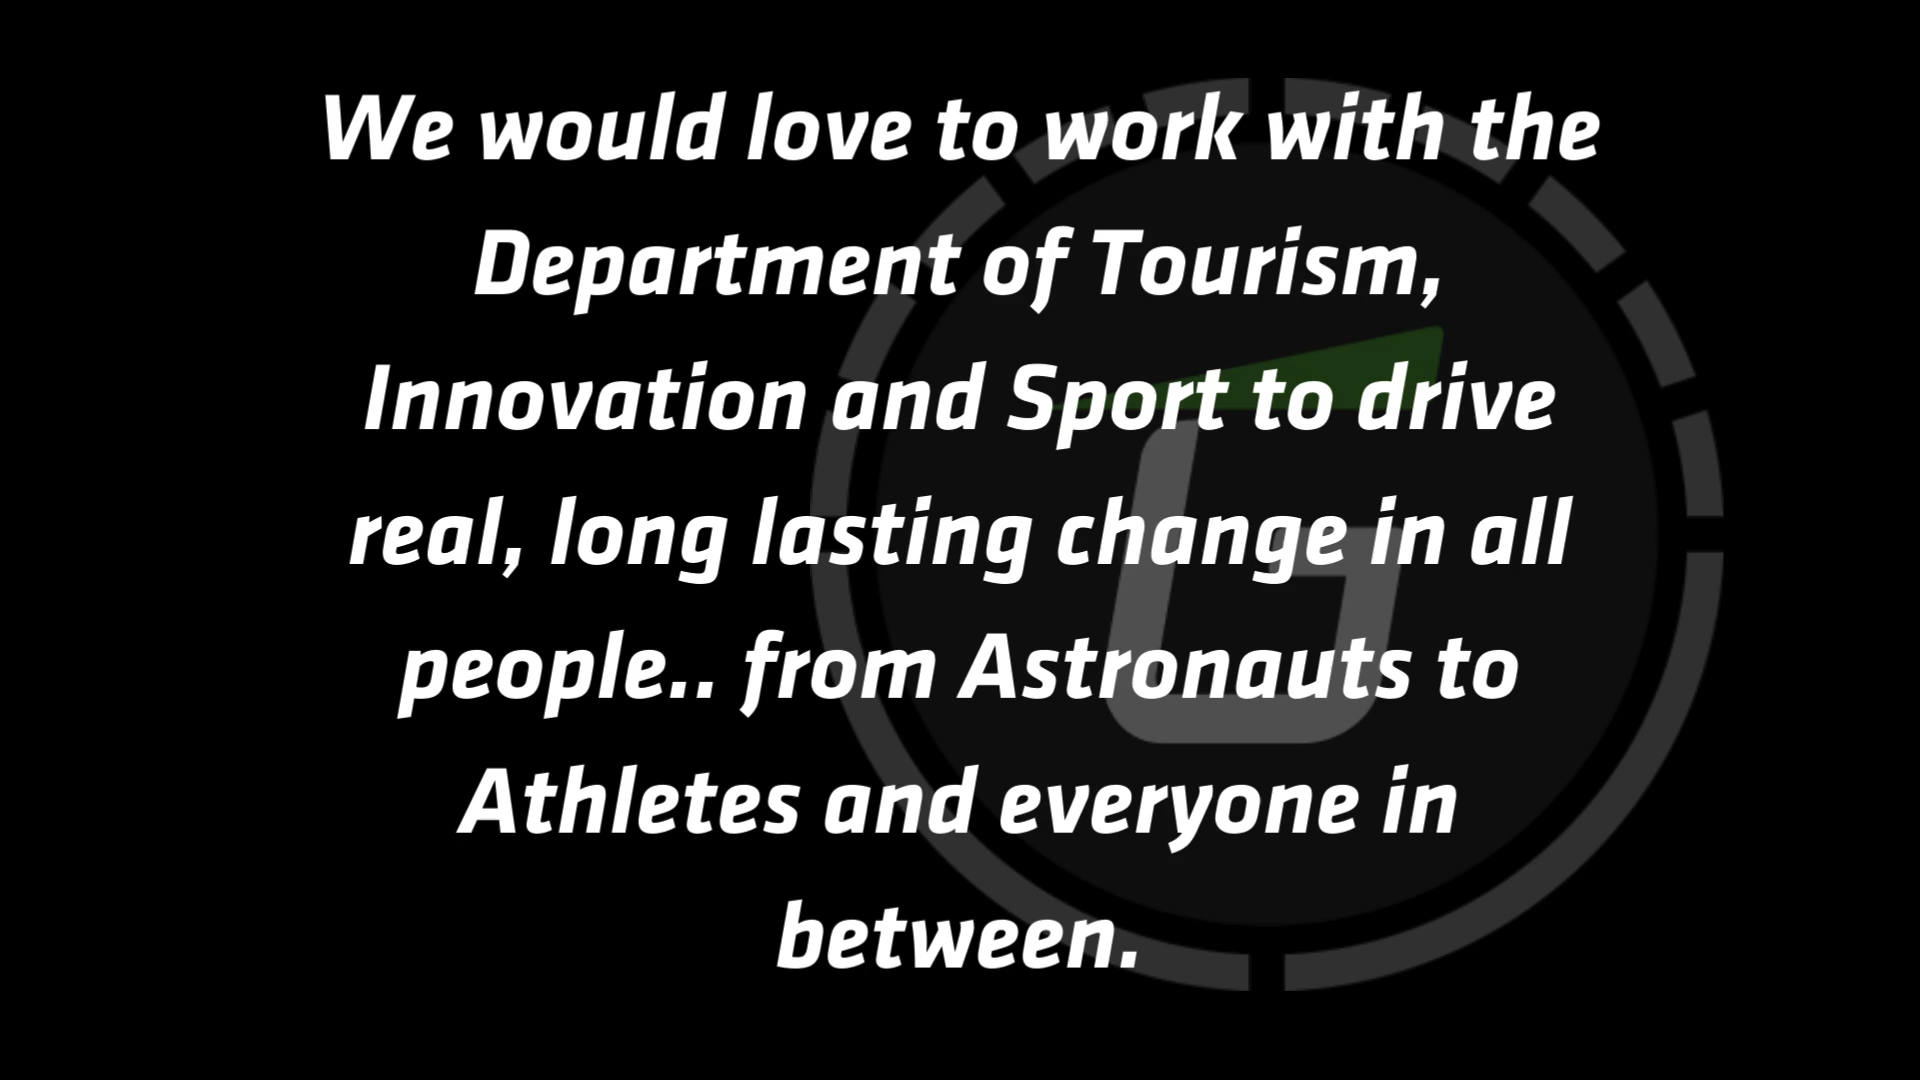 We would love to work with the
Department of Tourism,
Innovation and Sport to drive
real, long lasting change in all
people.. from Astronauts to
Athletes and everyone in
between.